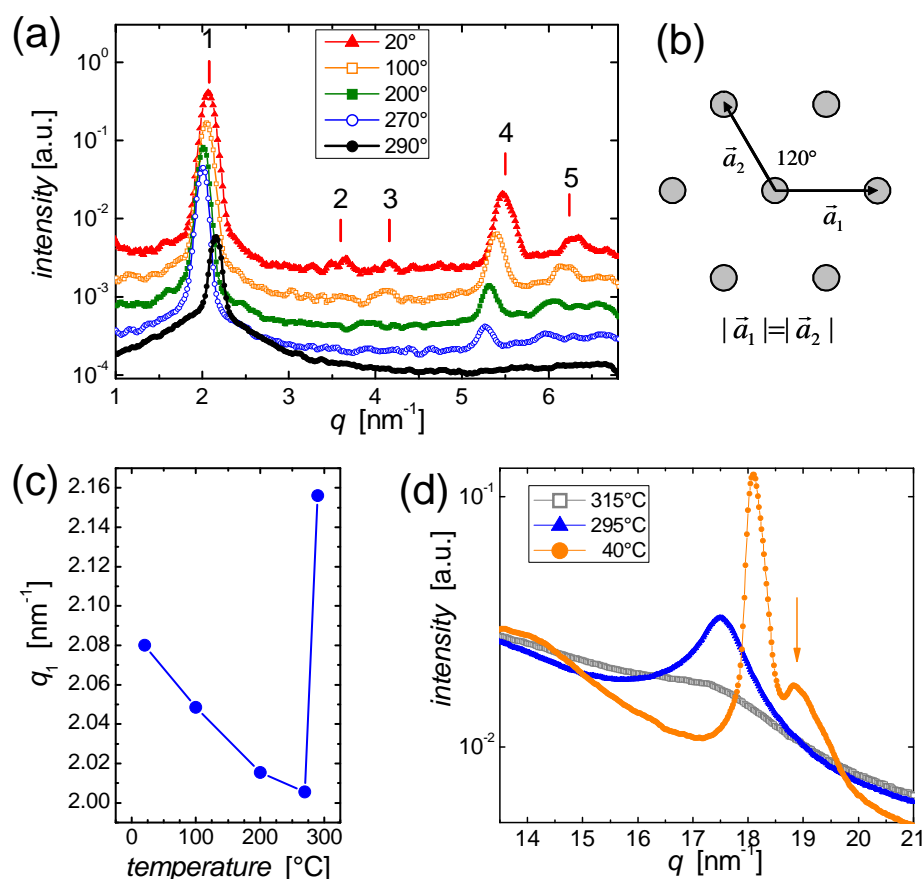 (a)
intensity [a.u.]
10⁰
10⁻¹
10⁻²
10⁻³
10⁻⁴
1 2 3 4 5 6
q [nm⁻¹]
1
2
3
4
5
20°
100°
200°
270°
290°
(b)
a⃗₂
120°
a⃗₁
| a⃗₁ |=| a⃗₂ |
(c)
q₁ [nm⁻¹]
2.16
2.14
2.12
2.10
2.08
2.06
2.04
2.02
2.00
0 100 200 300
temperature [°C]
(d)
intensity [a.u.]
10⁻¹
10⁻²
315°C
295°C
40°C
14 15 16 17 18 19 20 21
q [nm⁻¹]